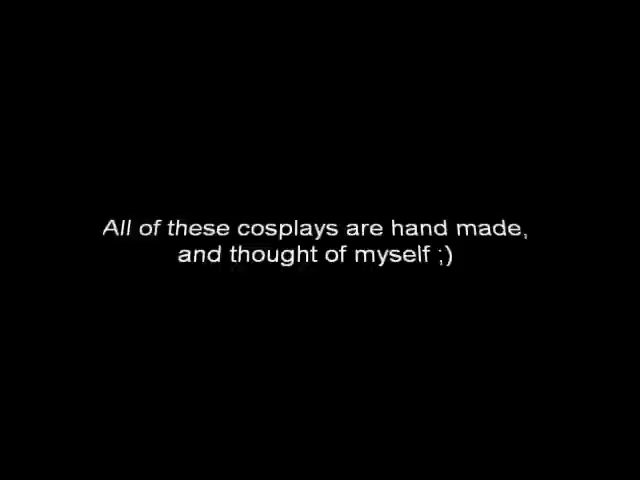 All of these cosplays are hand made,
and thought of myself ;)